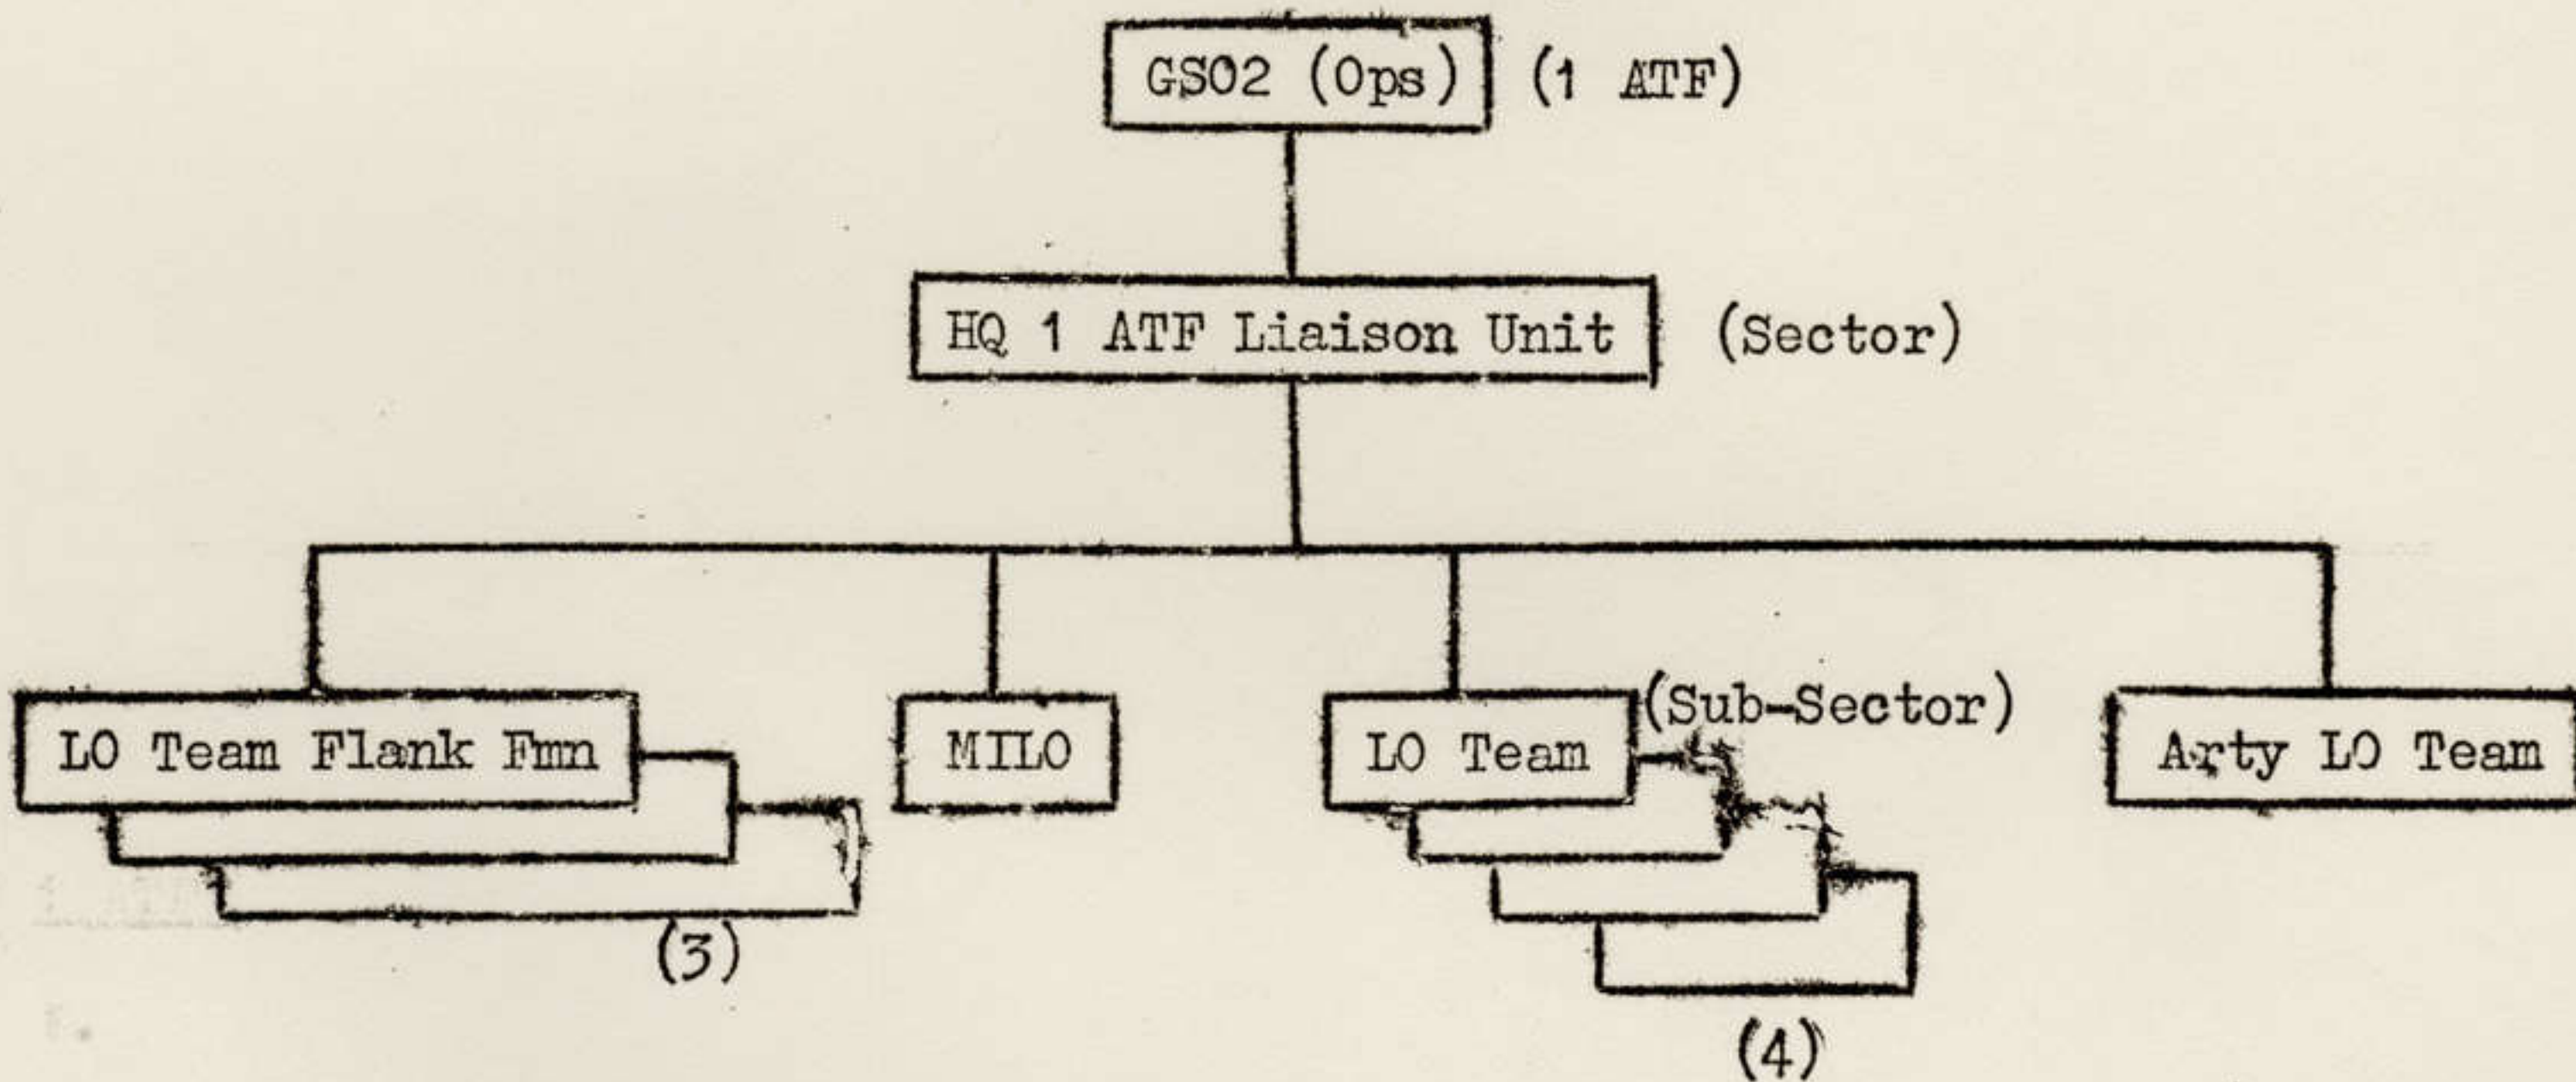 GSO2 (Ops) (1 ATF)
HQ 1 ATF Liaison Unit (Sector)
(Sub-Sector)
LO Team Flank Fmn
MILO
LO Team
Arty LO Team
(3)
(4)